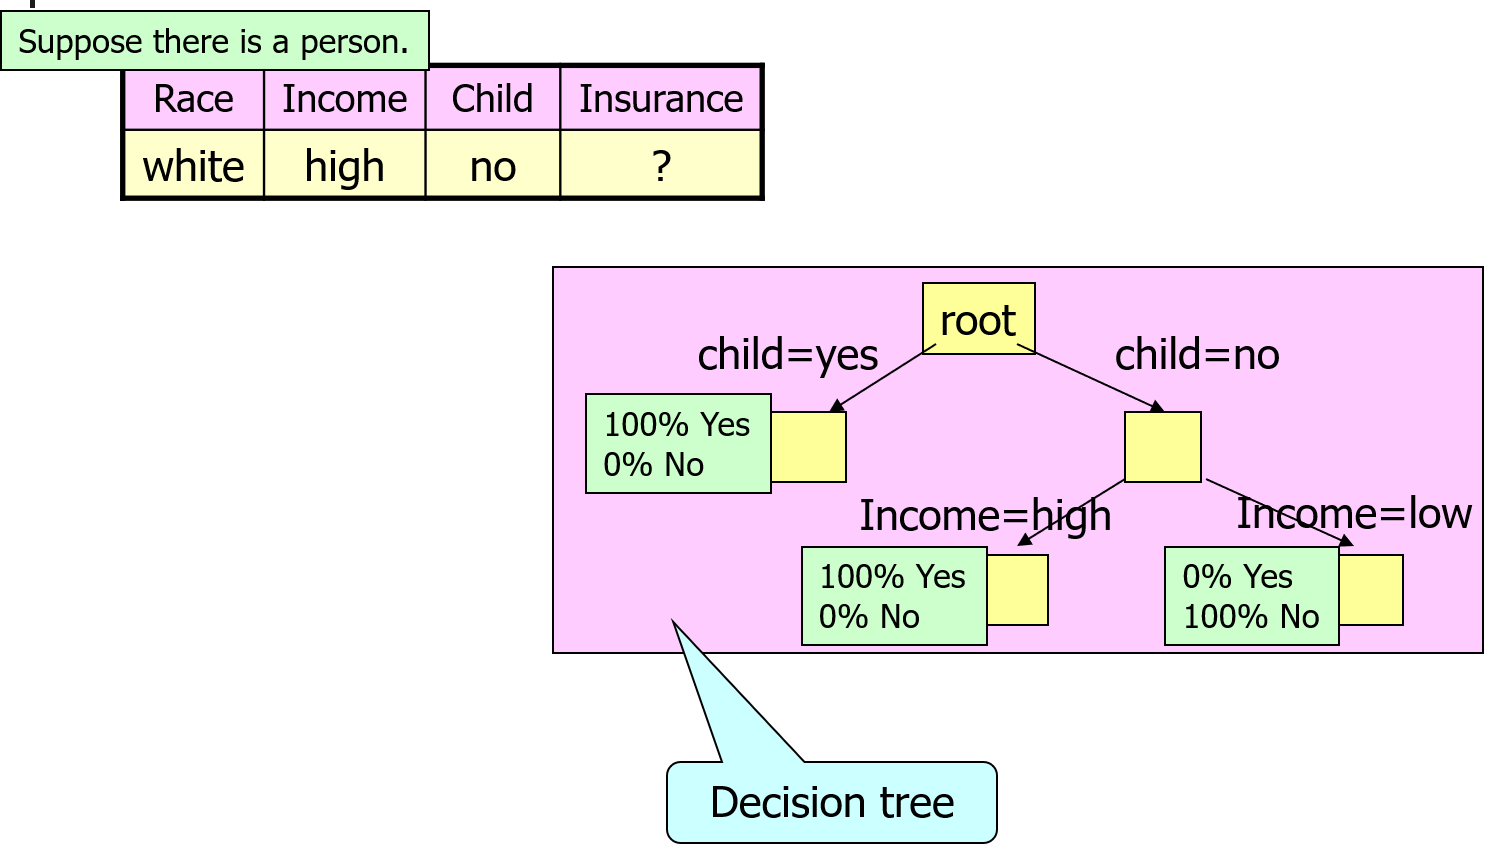 Suppose there is a person.
Race Income Child Insurance
white high no ?
root
child=yes child=no
100% Yes
0% No
Income=high Income=low
100% Yes
0% No
0% Yes
100% No
Decision tree